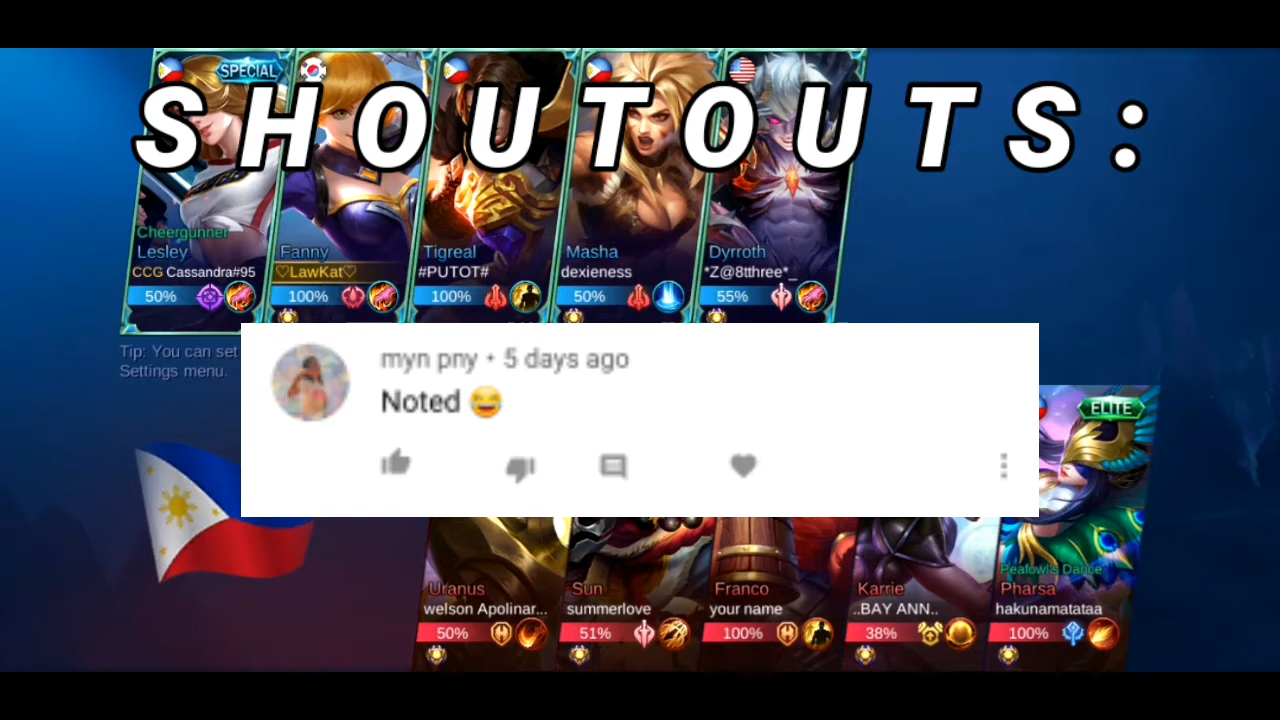 SHOUTOUTS:
SPECIAL
Cheergunner
Lesley
CCG Cassandra#95
50%
Fanny
♡LawKat♡
100%
Tigreal
#PUTOT#
100%
Masha
dexieness
50%
Dyrroth
*Z@8tthree*_
55%
Tip: You can set
Settings menu.
myn pny • 5 days ago
Noted 😂
ELITE
Uranus
welson Apolinar...
50%
Sun
summerlove
51%
Franco
your name
100%
Karrie
..BAY ANN..
38%
Peafowl's Dance
Pharsa
hakunamatataa
100%